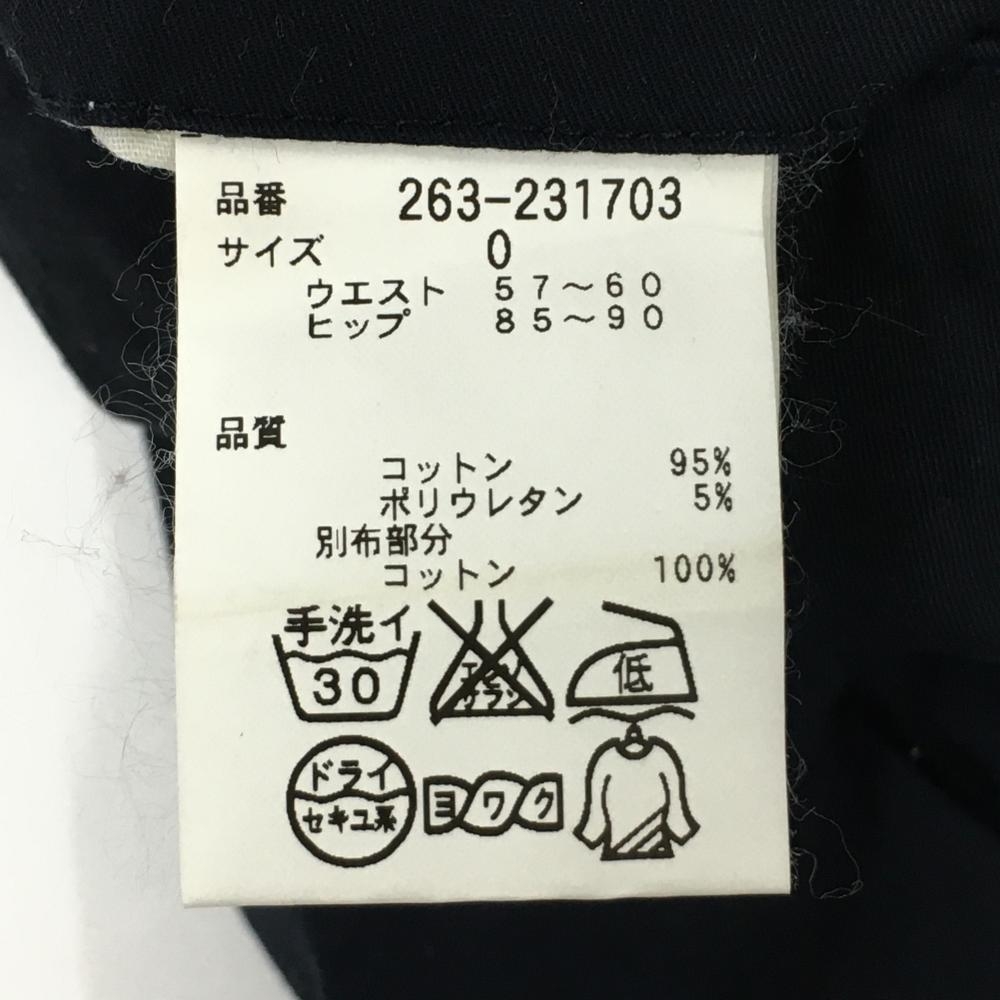 品番 263-231703
サイズ 0
ウエスト 57～60
ヒップ 85～90
品質
コットン 95%
ポリウレタン 5%
別布部分
コットン 100%
手洗イ
30
サラシ
低
ドライ
セキユ系
ヨワク